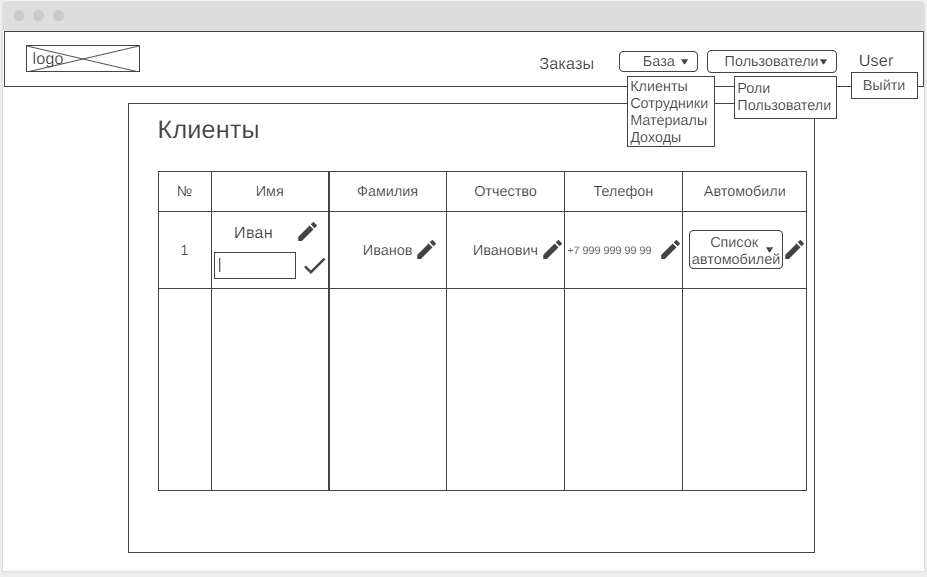 logo
Заказы
База
Пользователи
User
Выйти
Клиенты
Сотрудники
Материалы
Доходы
Роли
Пользователи
Клиенты
№
Имя
Фамилия
Отчество
Телефон
Автомобили
1
Иван
Иванов
Иванович
+7 999 999 99 99
Список
автомобилей